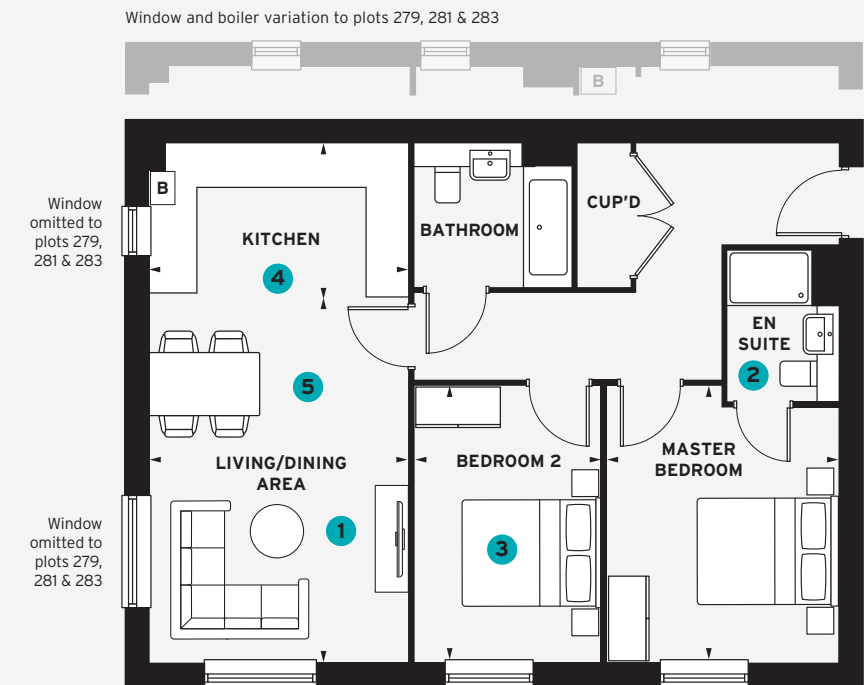 Window and boiler variation to plots 279, 281 & 283
B
B
Window
omitted to
plots 279,
281 & 283
KITCHEN
4
BATHROOM
CUP'D
EN
SUITE
2
5
LIVING/DINING
AREA
1
BEDROOM 2
3
MASTER
BEDROOM
Window
omitted to
plots 279,
281 & 283